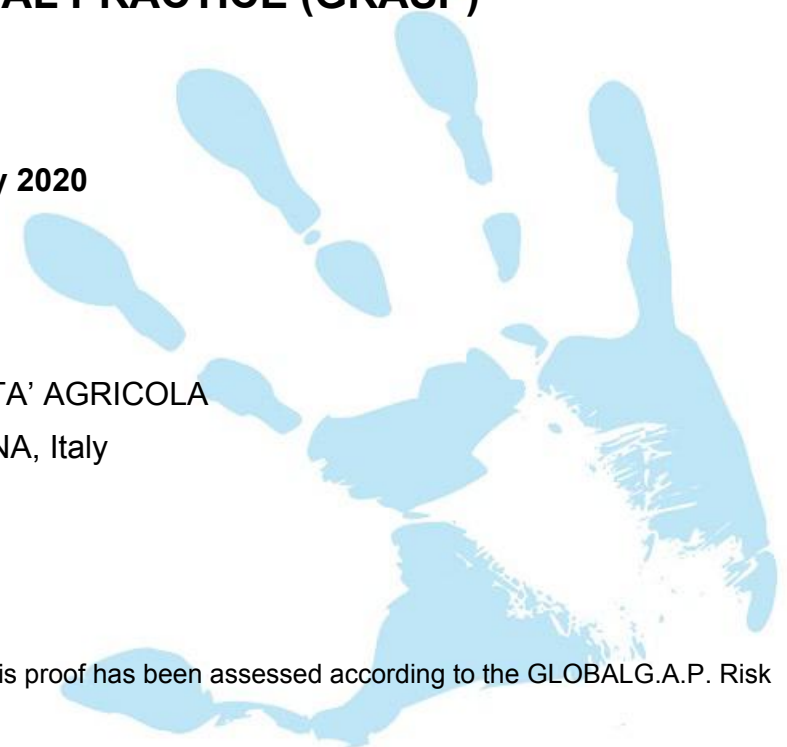 AL PRACTICE (GRASP)
y 2020
TA’ AGRICOLA
NA, Italy
is proof has been assessed according to the GLOBALG.A.P. Risk